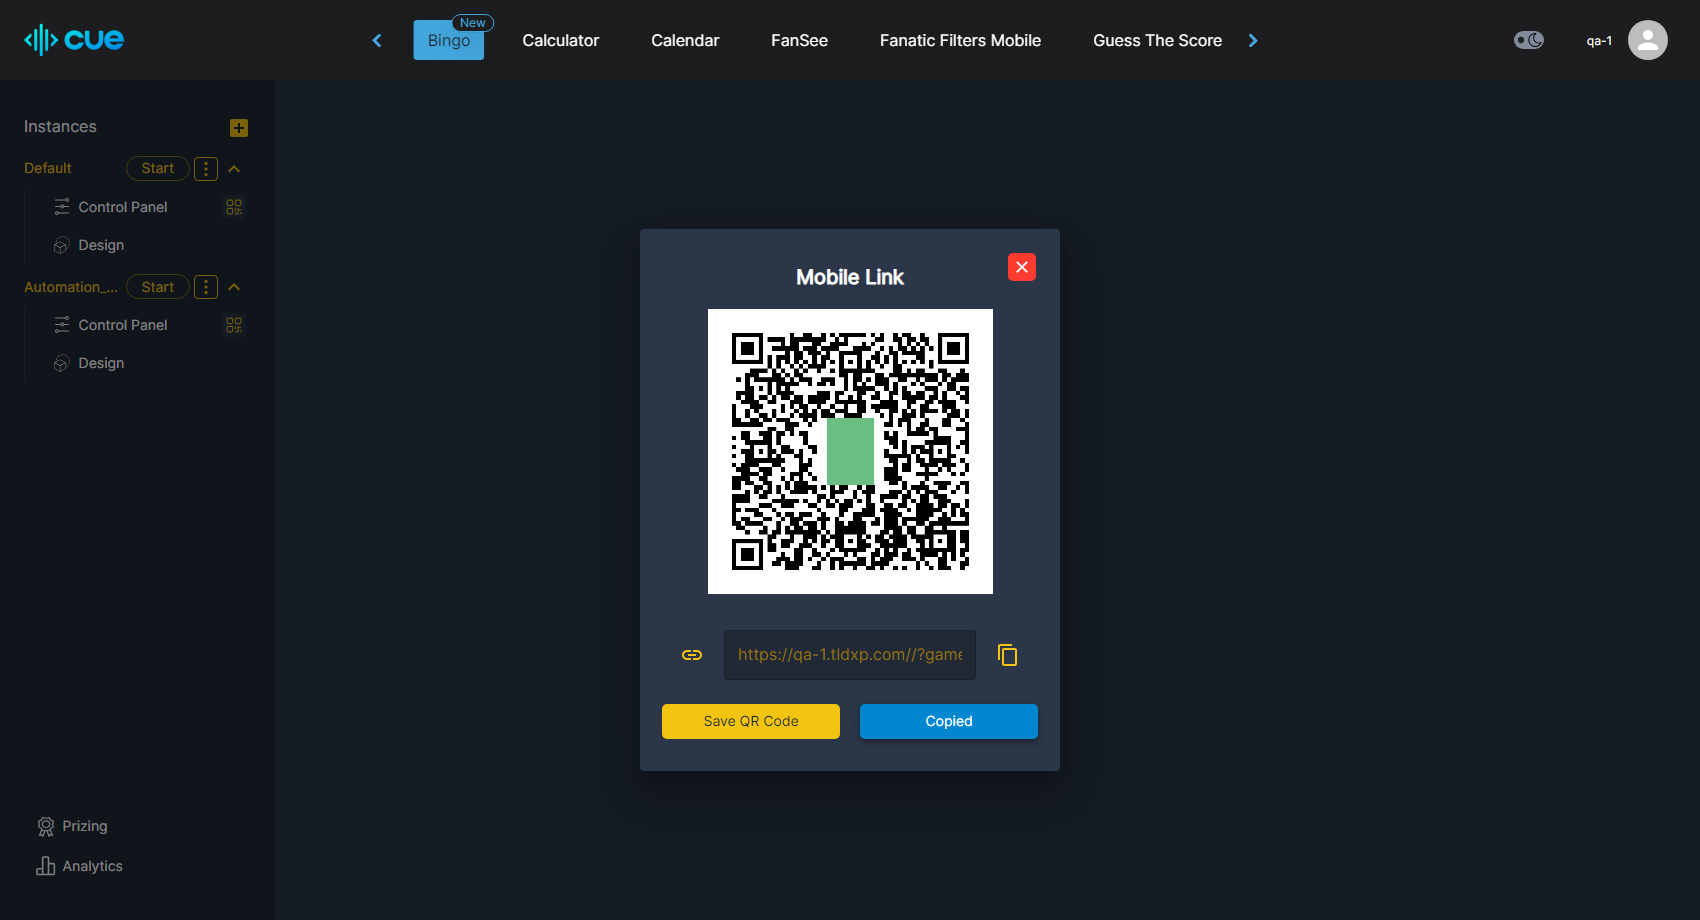 cue
Bingo
New
Calculator
Calendar
FanSee
Fanatic Filters Mobile
Guess The Score
qa-1
Instances
Default
Start
Control Panel
Design
Automation_...
Start
Control Panel
Design
Prizing
Analytics
Mobile Link
https://qa-1.tldxp.com//?game
Save QR Code
Copied